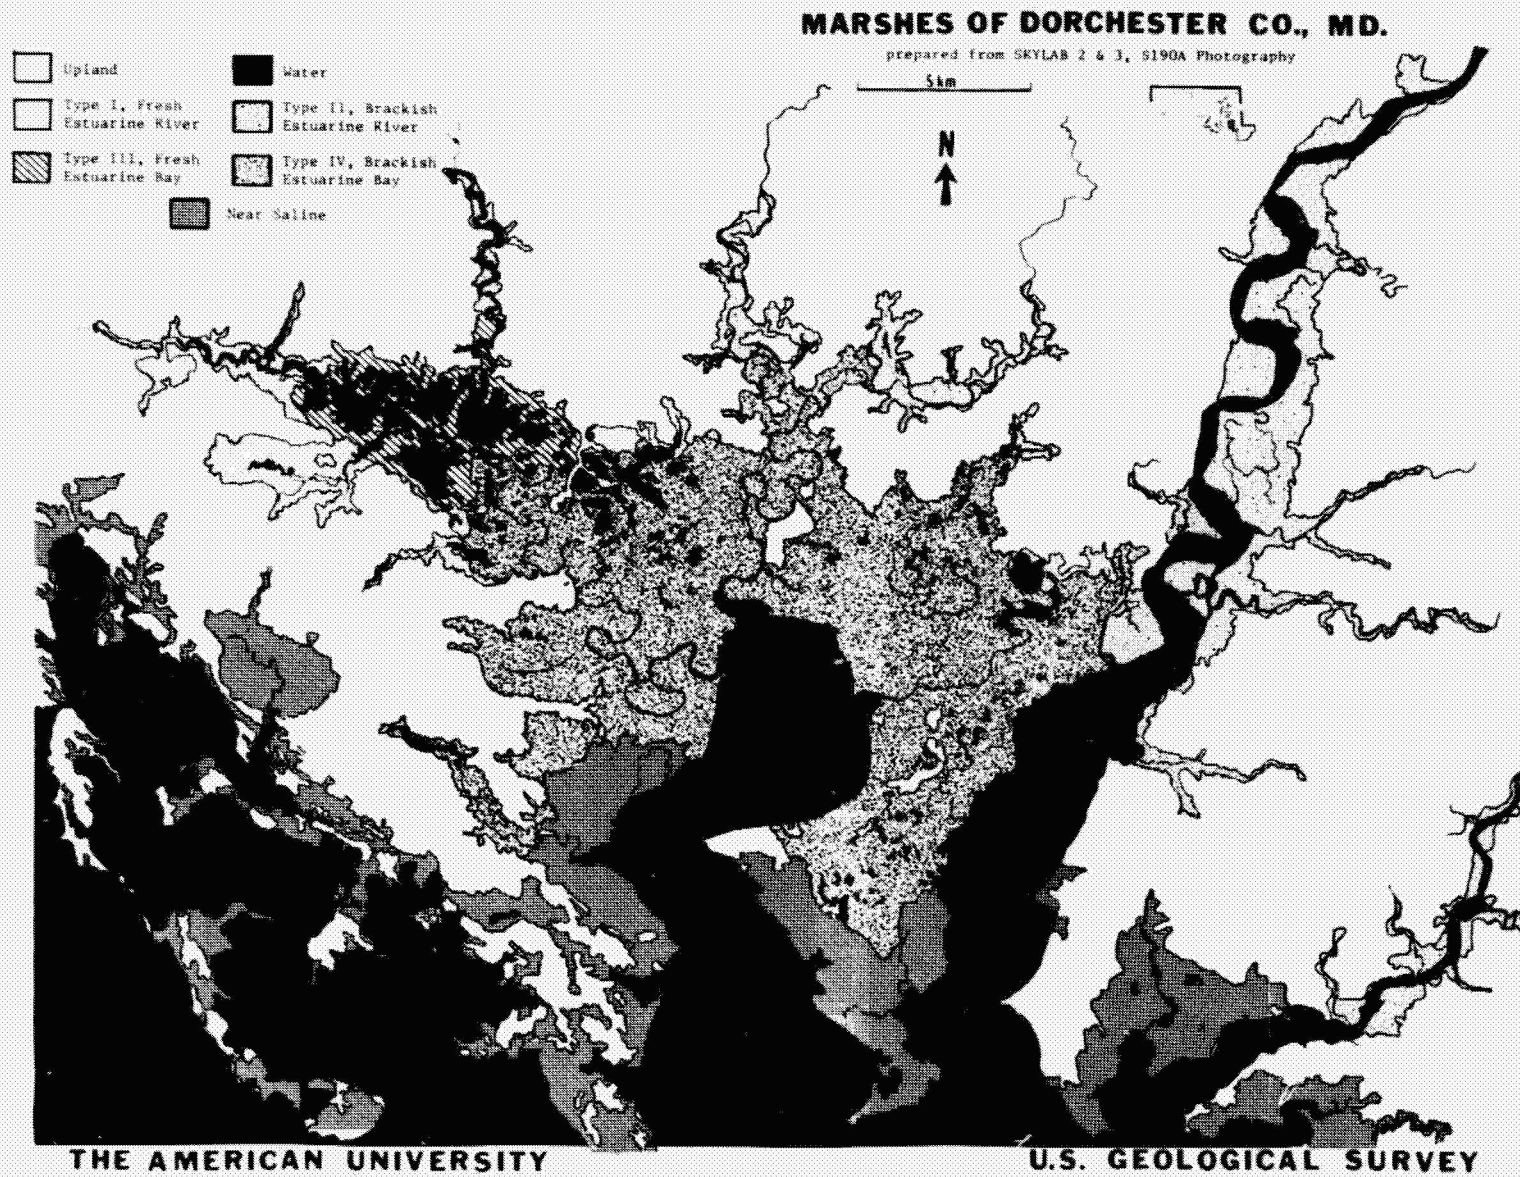 MARSHES OF DORCHESTER CO., MD.
prepared from SKYLAB 2 & 3, S190A Photography
5km
N
Upland
Water
Type I, Fresh
Estuarine River
Type II, Brackish
Estuarine River
Type III, Fresh
Estuarine Bay
Type IV, Brackish
Estuarine Bay
Near Saline
THE AMERICAN UNIVERSITY
U.S. GEOLOGICAL SURVEY